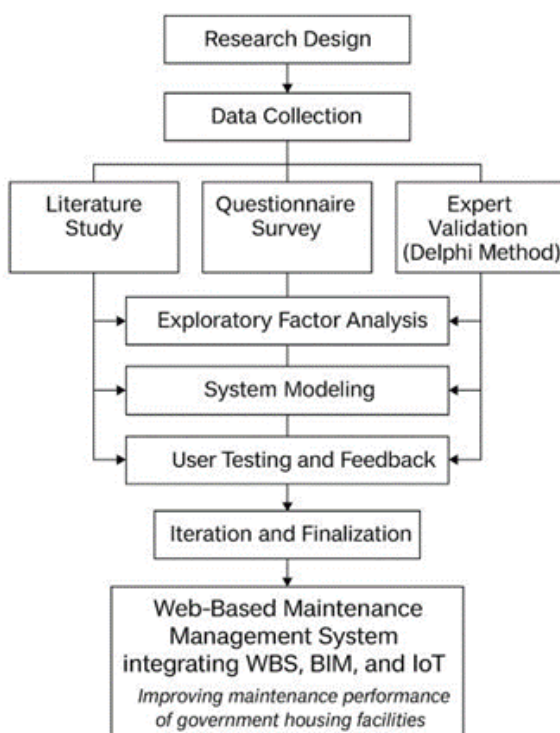 Research Design
Data Collection
Literature
Study
Questionnaire
Survey
Expert
Validation
(Delphi Method)
Exploratory Factor Analysis
System Modeling
User Testing and Feedback
Iteration and Finalization
Web-Based Maintenance
Management System
integrating WBS, BIM, and IoT
Improving maintenance performance
of government housing facilities